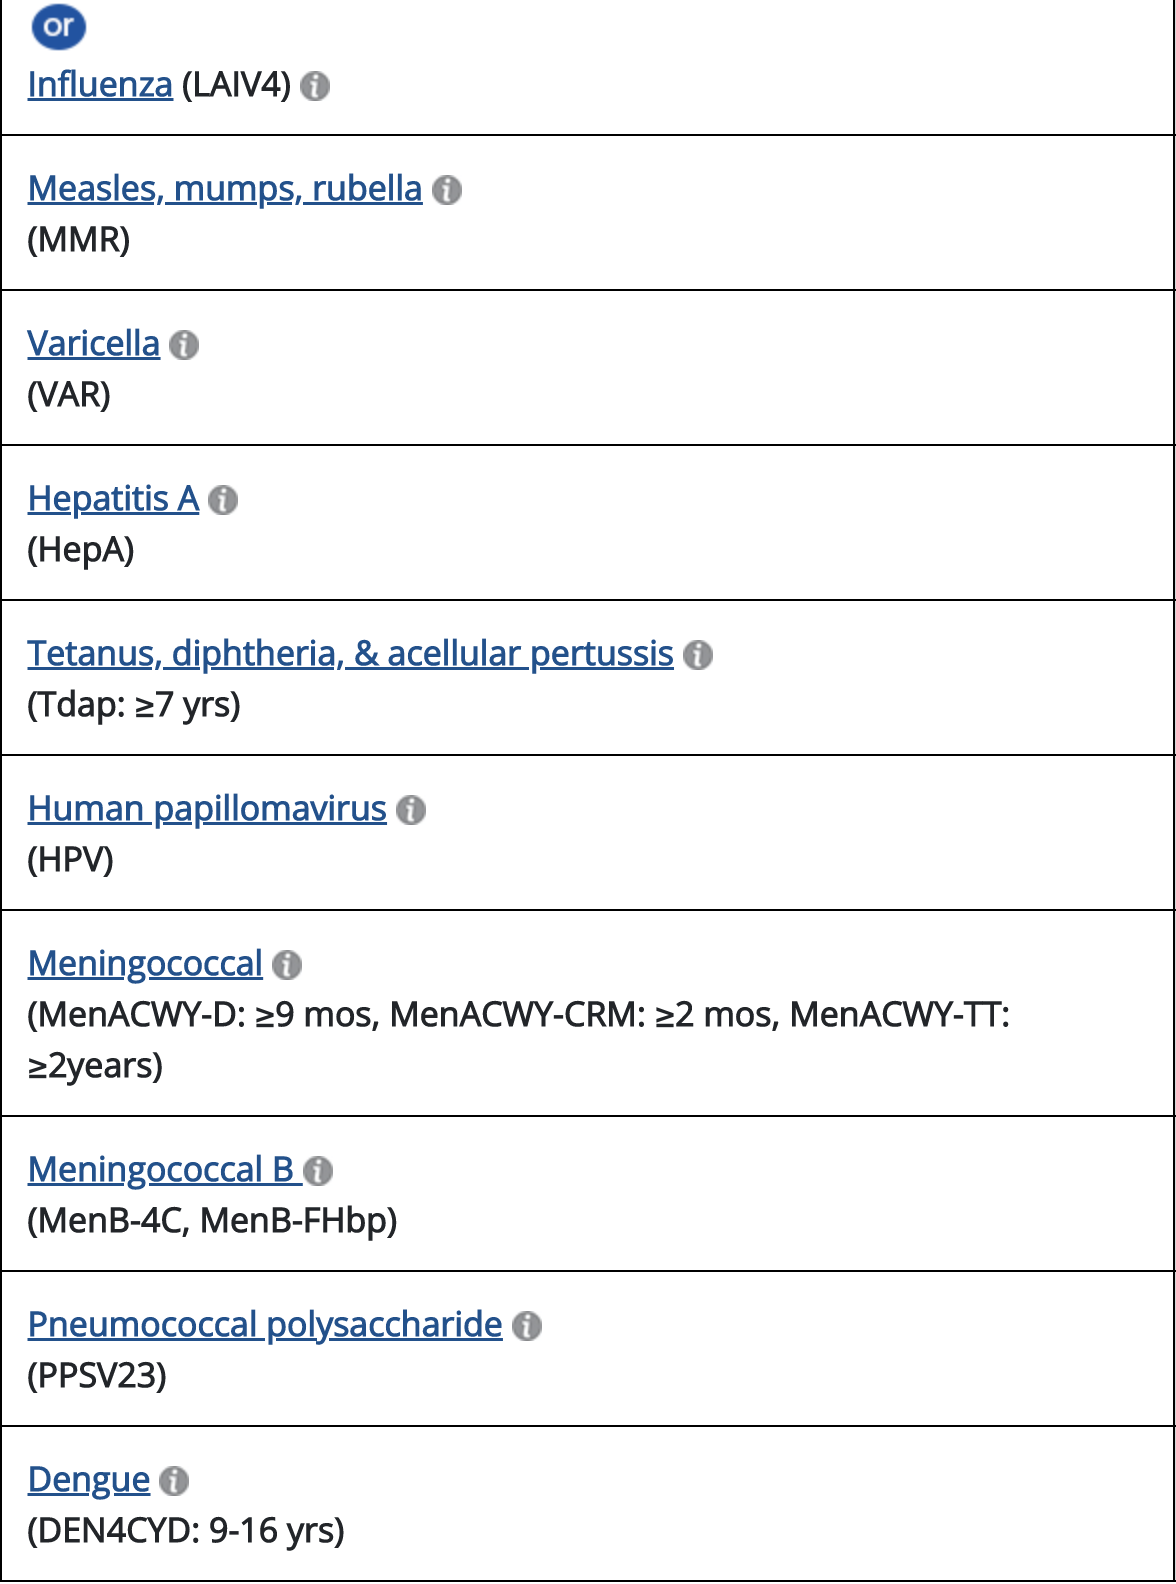 or
Influenza (LAIV4) i
Measles, mumps, rubella i
(MMR)
Varicella i
(VAR)
Hepatitis A i
(HepA)
Tetanus, diphtheria, & acellular pertussis i
(Tdap: ≥7 yrs)
Human papillomavirus i
(HPV)
Meningococcal i
(MenACWY-D: ≥9 mos, MenACWY-CRM: ≥2 mos, MenACWY-TT:
≥2years)
Meningococcal B i
(MenB-4C, MenB-FHbp)
Pneumococcal polysaccharide i
(PPSV23)
Dengue i
(DEN4CYD: 9-16 yrs)